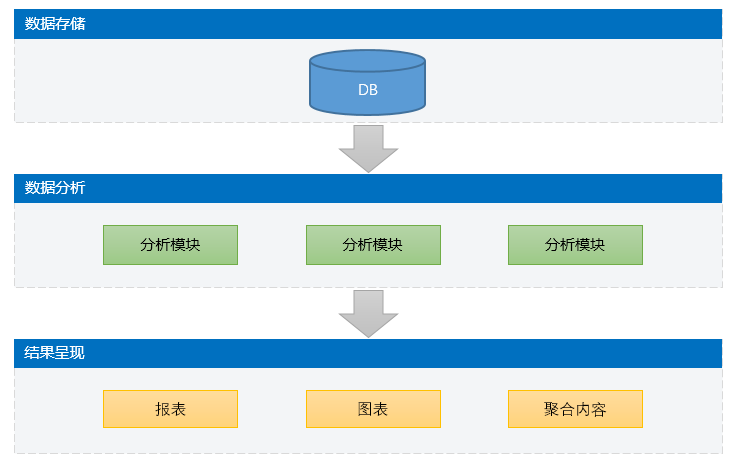 数据存储
DB
数据分析
分析模块 分析模块 分析模块
结果呈现
报表 图表 聚合内容